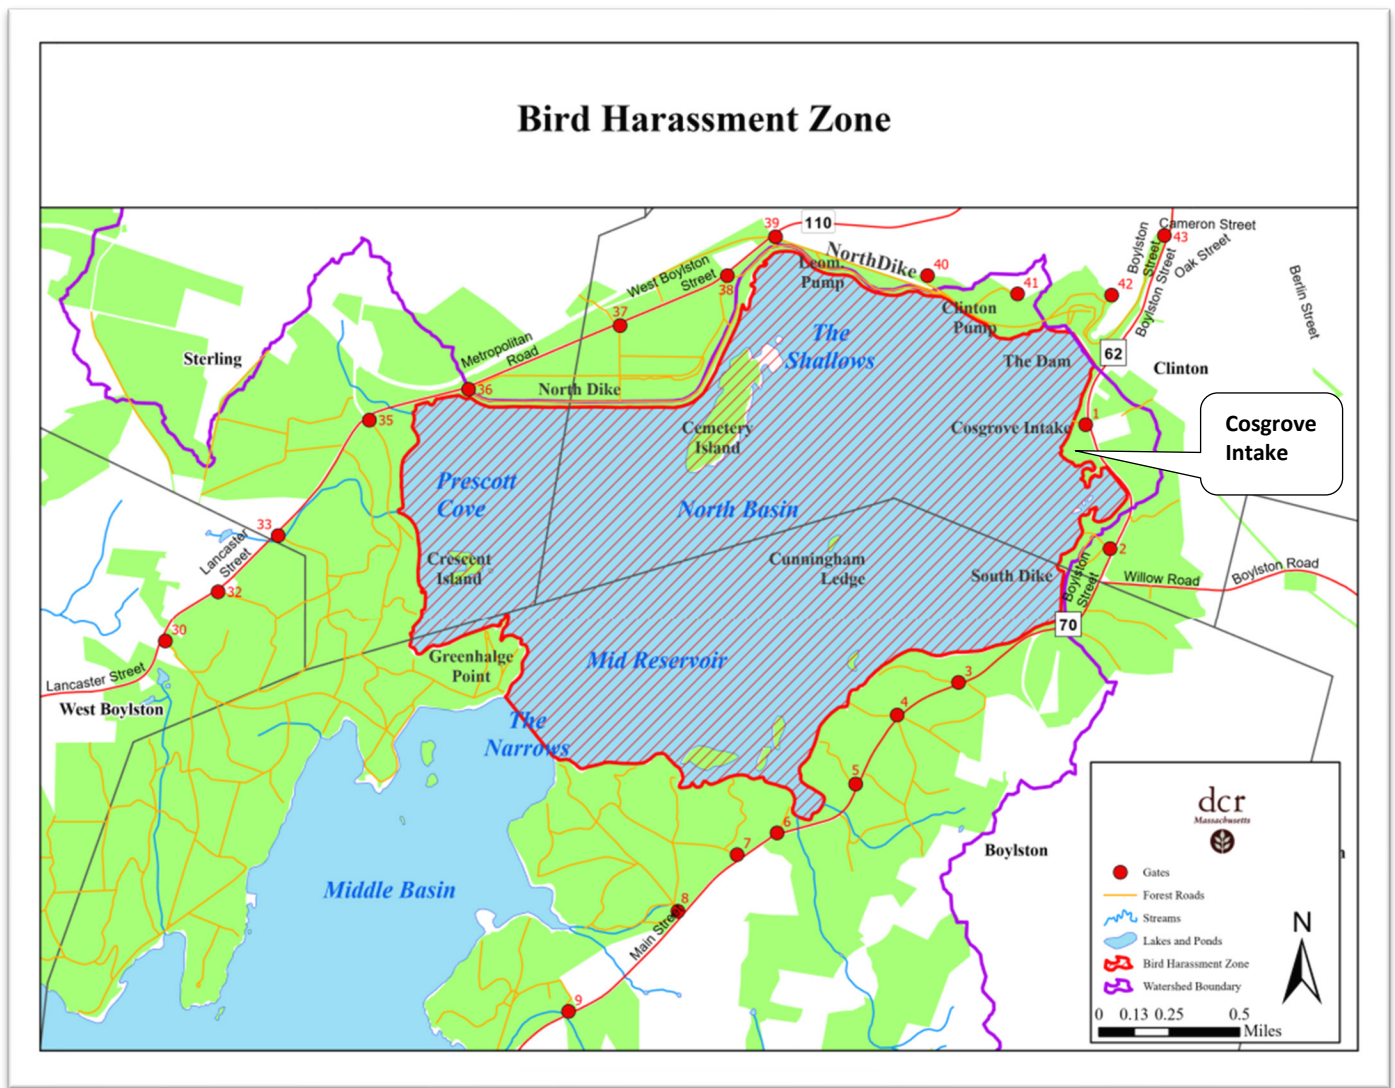 Bird Harassment Zone
39
110
Cameron Street
43
Boylston
Street
Oak Street
Boylston Street
Berlin Street
NorthDike
40
Leom.
Pump
West Boylston
Street
38
41
42
37
Clinton
Pump
The
Shallows
Metropolitan
Road
Sterling
The Dam
62
Clinton
36
North Dike
35
1
Cemetery
Island
Cosgrove Intake
Cosgrove
Intake
Prescott
Cove
North Basin
33
Lancaster
Street
Crescent
Island
Cunningham
Ledge
South Dike
2
Boylston
Street
Willow Road
Boylston Road
32
30
70
Greenhalge
Point
Mid Reservoir
Lancaster Street
West Boylston
3
4
The
Narrows
5
6
7
Boylston
Middle Basin
8
Main Street
9
dcr
Massachusetts
n
Gates
Forest Roads
Streams
Lakes and Ponds
Bird Harassment Zone
Watershed Boundary
N
0 0.13 0.25 0.5
Miles